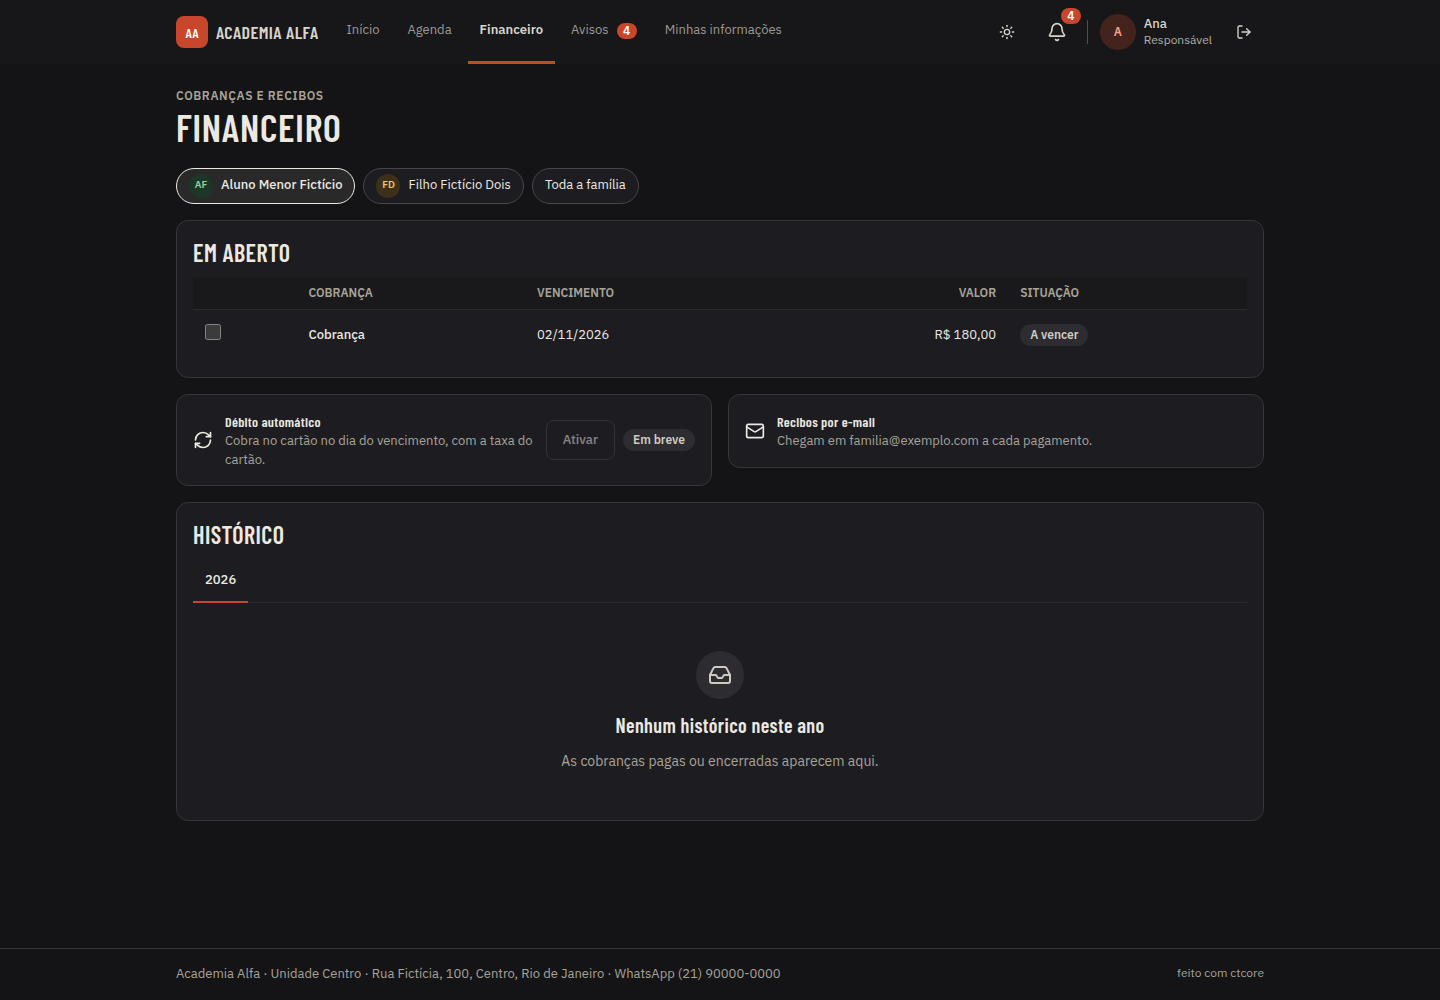 AA ACADEMIA ALFA Início Agenda Financeiro Avisos 4 Minhas informações 4 A Ana
Responsável
COBRANÇAS E RECIBOS
FINANCEIRO
AF Aluno Menor Fictício FD Filho Fictício Dois Toda a família
EM ABERTO
COBRANÇA VENCIMENTO VALOR SITUAÇÃO
Cobrança 02/11/2026 R$ 180,00 A vencer
Débito automático
Cobra no cartão no dia do vencimento, com a taxa do
cartão.
Ativar Em breve
Recibos por e-mail
Chegam em familia@exemplo.com a cada pagamento.
HISTÓRICO
2026
Nenhum histórico neste ano
As cobranças pagas ou encerradas aparecem aqui.
Academia Alfa · Unidade Centro · Rua Fictícia, 100, Centro, Rio de Janeiro · WhatsApp (21) 90000-0000 feito com ctcore